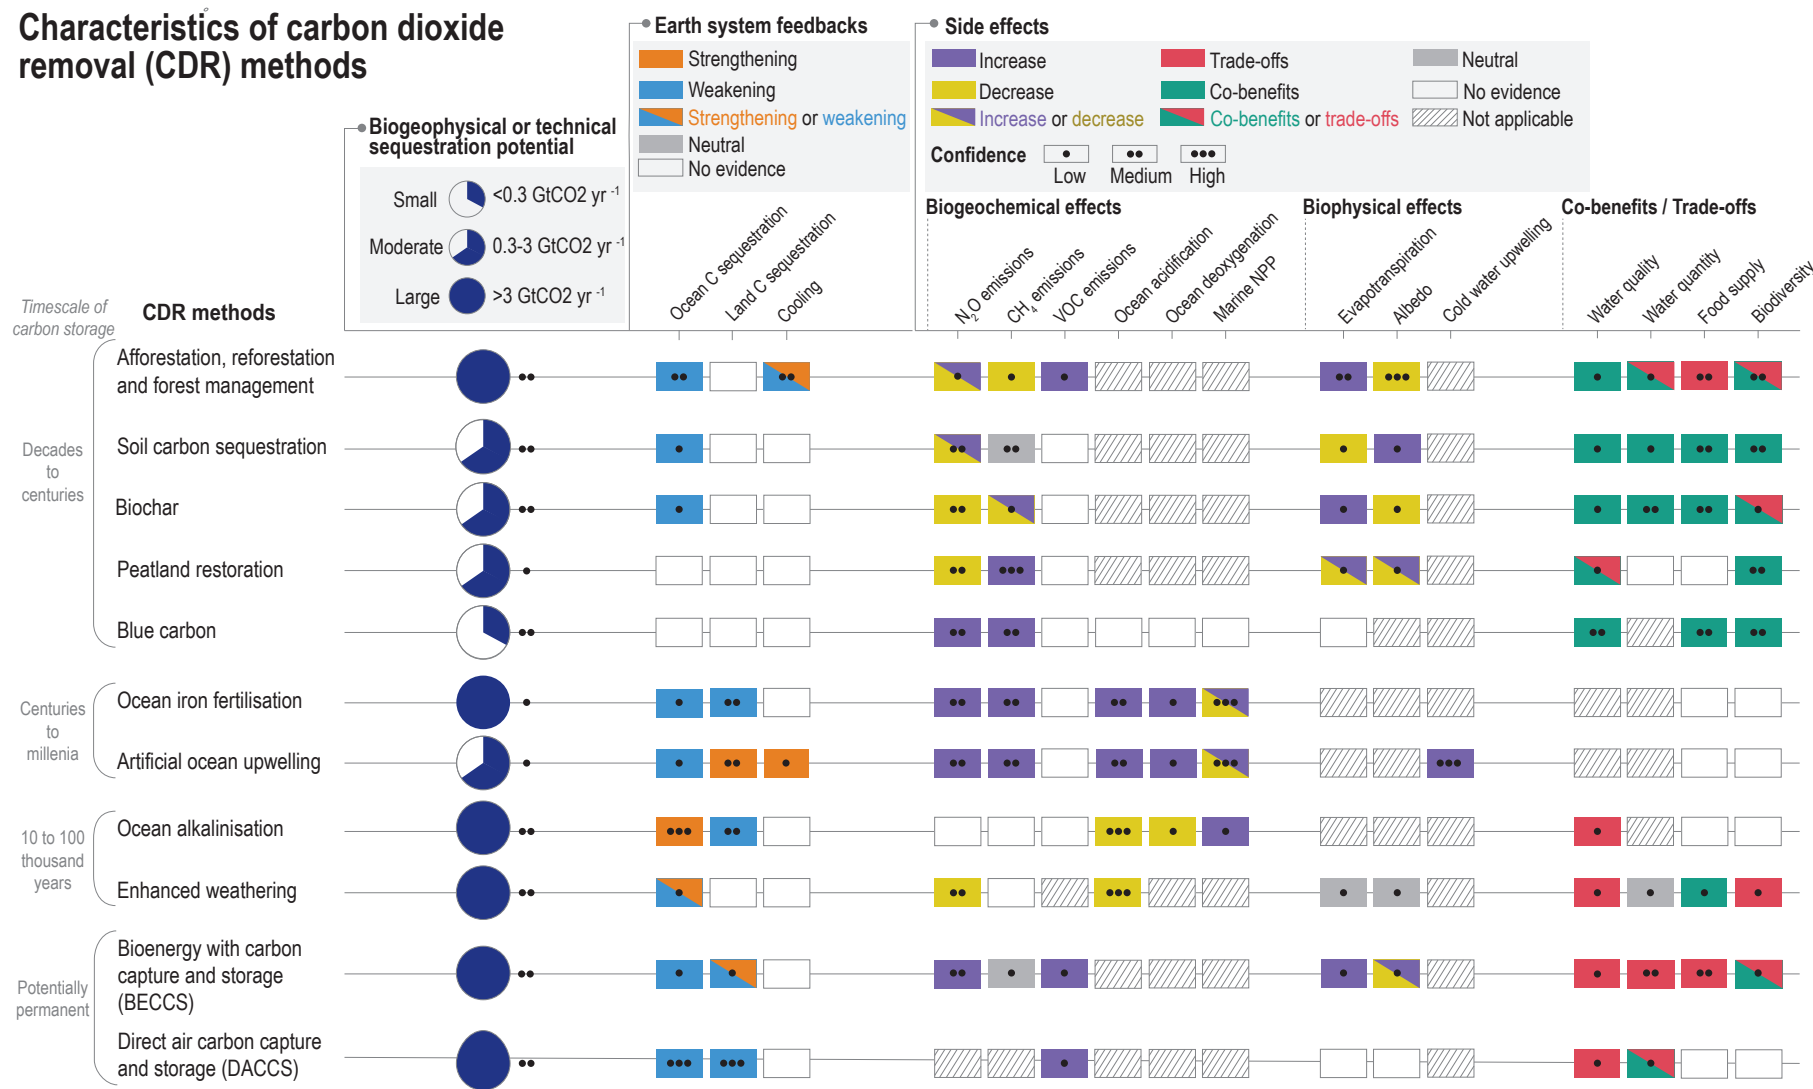 Characteristics of carbon dioxide
removal (CDR) methods
Biogeophysical or technical
sequestration potential
Small <0.3 GtCO2 yr -1
Moderate 0.3-3 GtCO2 yr -1
Large >3 GtCO2 yr -1
Earth system feedbacks
Strengthening
Weakening
Strengthening or weakening
Neutral
No evidence
Side effects
Increase
Decrease
Increase or decrease
Trade-offs
Co-benefits
Co-benefits or trade-offs
Neutral
No evidence
Not applicable
Confidence
Low
Medium
High
Biogeochemical effects
Biophysical effects
Co-benefits / Trade-offs
Ocean C sequestration
Land C sequestration
Cooling
N2O emissions
CH4 emissions
VOC emissions
Ocean acidification
Ocean deoxygenation
Marine NPP
Evapotranspiration
Albedo
Cold water upwelling
Water quality
Water quantity
Food supply
Biodiversity
Timescale of
carbon storage
CDR methods
Decades
to
centuries
Afforestation, reforestation
and forest management
Soil carbon sequestration
Biochar
Peatland restoration
Blue carbon
Centuries
to
millenia
Ocean iron fertilisation
Artificial ocean upwelling
10 to 100
thousand
years
Ocean alkalinisation
Enhanced weathering
Potentially
permanent
Bioenergy with carbon
capture and storage
(BECCS)
Direct air carbon capture
and storage (DACCS)